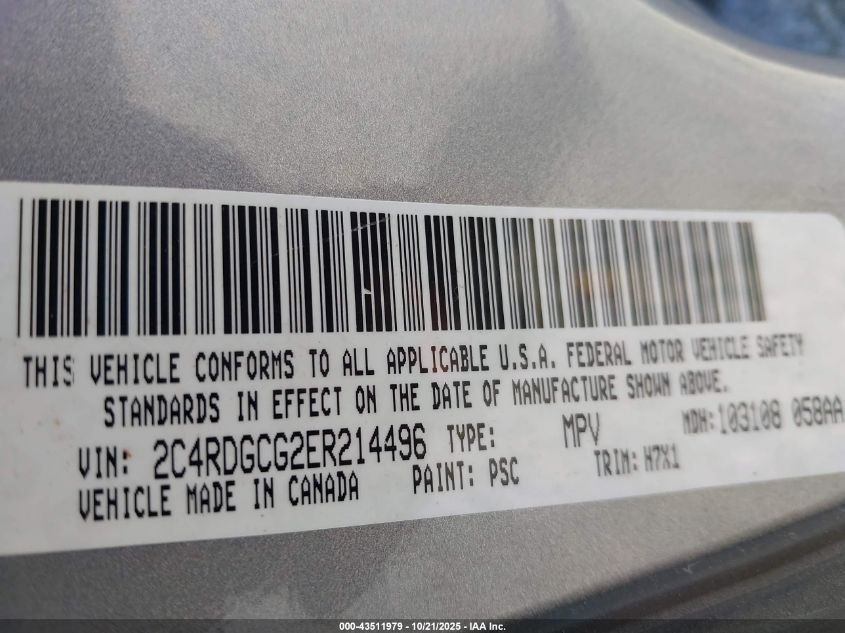 THIS VEHICLE CONFORMS TO ALL APPLICABLE U.S.A. FEDERAL MOTOR VEHICLE SAFETY
STANDARDS IN EFFECT ON THE DATE OF MANUFACTURE SHOWN ABOVE.
VIN: 2C4RDGCG2ER214496 TYPE: MPV MDH: 103108 058AA
VEHICLE MADE IN CANADA PAINT: PSC TRIM: H7X1
000-43511979 - 10/21/2025 - IAA Inc.